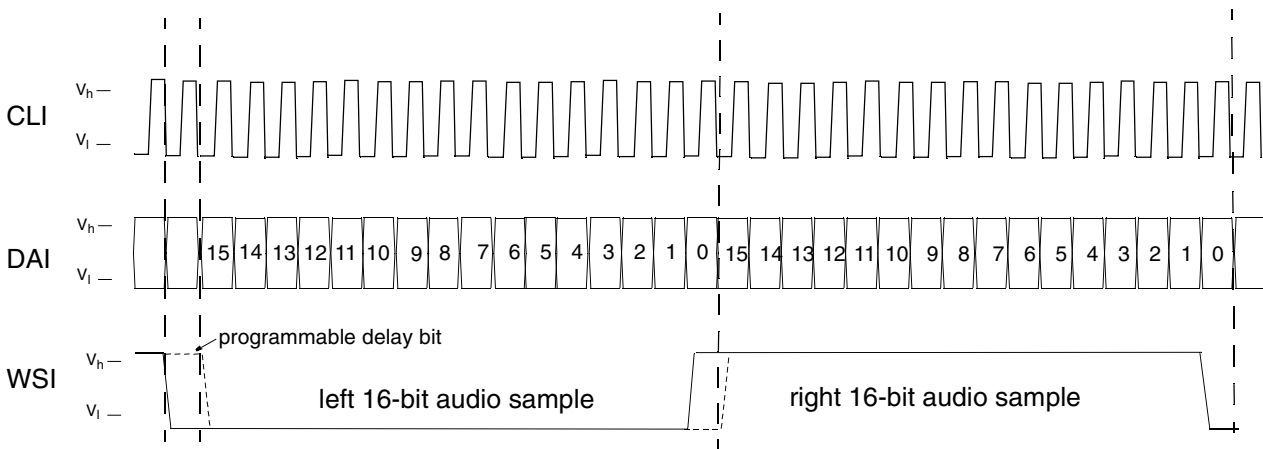 CLI
Vh
Vl
DAI
Vh
Vl
15 14 13 12 11 10 9 8 7 6 5 4 3 2 1 0 15 14 13 12 11 10 9 8 7 6 5 4 3 2 1 0
WSI
Vh
Vl
programmable delay bit
left 16-bit audio sample
right 16-bit audio sample